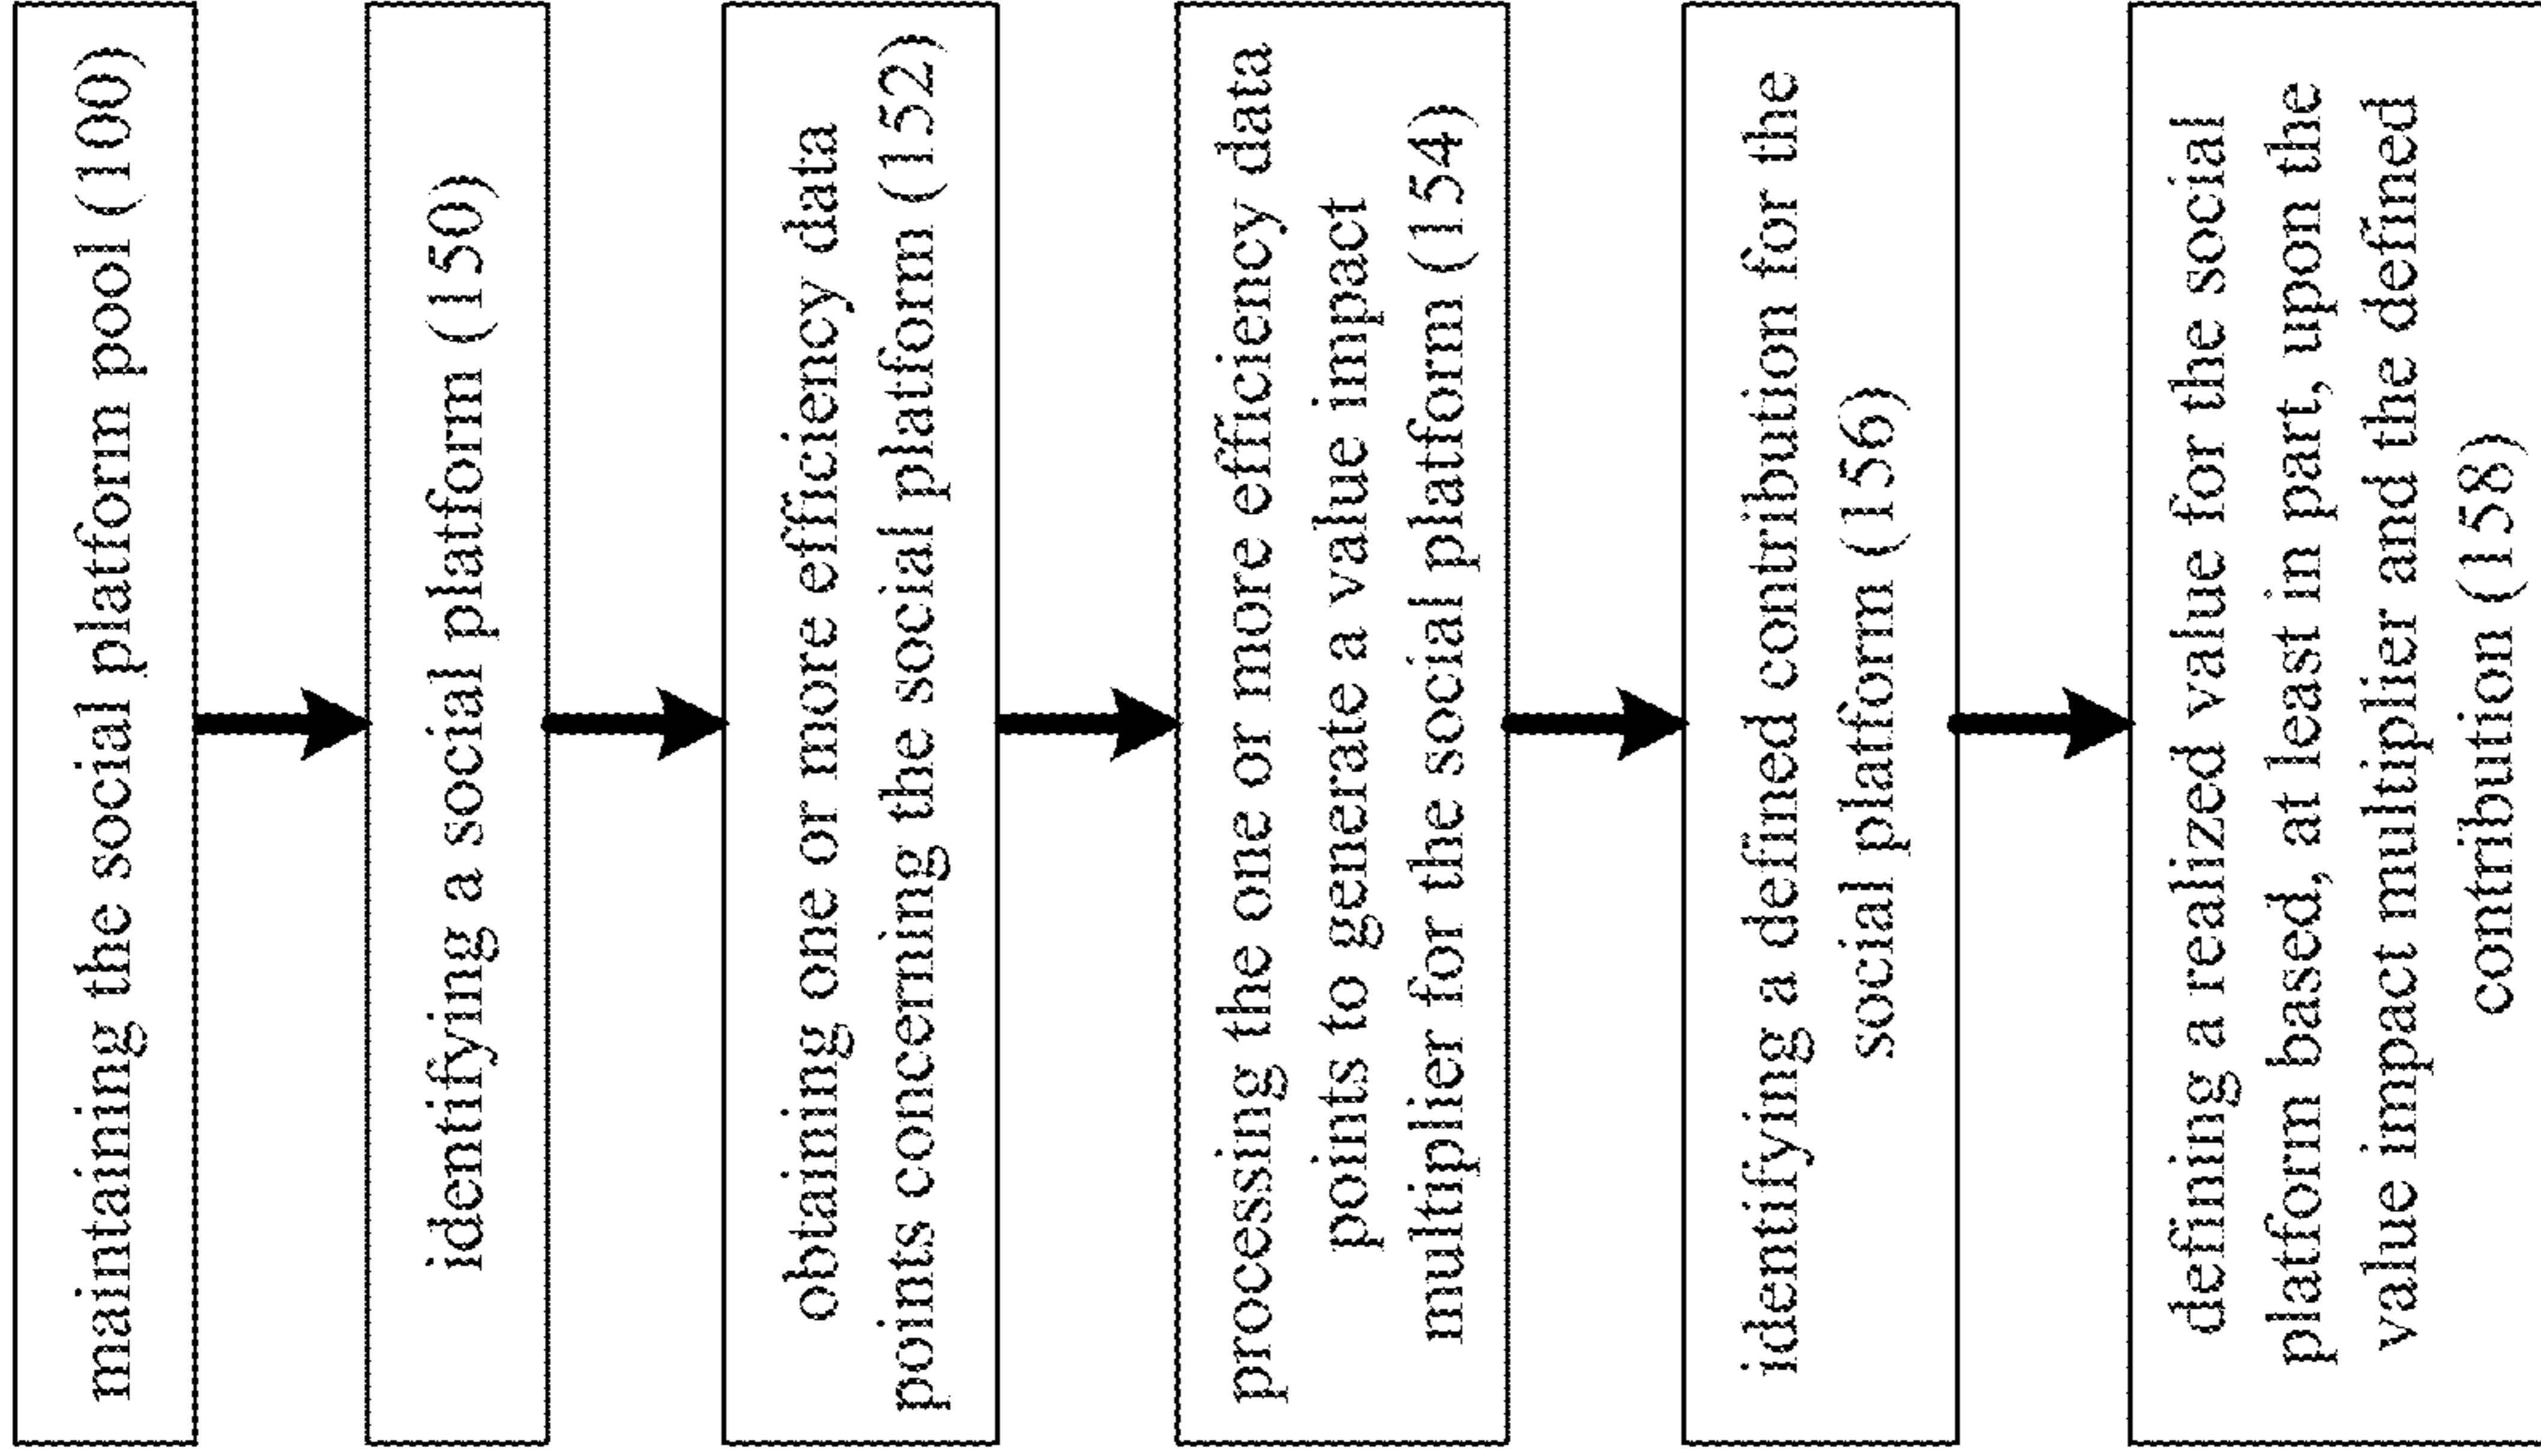 maintaining the social platform pool (100)
identifying a social platform (150)
obtaining one or more efficiency data
points concerning the social platform (152)
processing the one or more efficiency data
points to generate a value impact
multiplier for the social platform (154)
identifying a defined contribution for the
social platform (156)
defining a realized value for the social
platform based, at least in part, upon the
value impact multiplier and the defined
contribution (158)